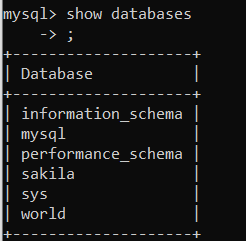 mysql> show databases
    -> ;
+--------------------+
| Database           |
+--------------------+
| information_schema |
| mysql              |
| performance_schema |
| sakila             |
| sys                |
| world              |
+--------------------+